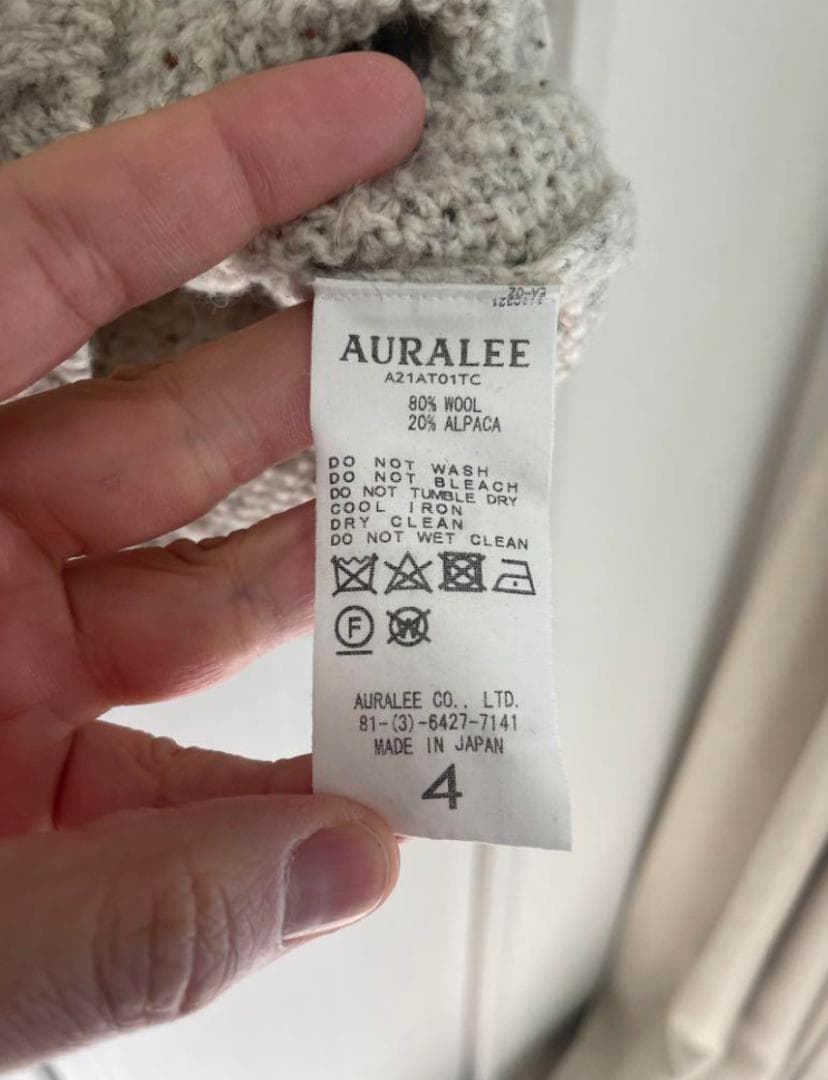 AURALEE
A21AT01TC
80% WOOL
20% ALPACA
DO NOT WASH
DO NOT BLEACH
DO NOT TUMBLE DRY
COOL IRON
DRY CLEAN
DO NOT WET CLEAN
F W
AURALEE CO., LTD.
81-(3)-6427-7141
MADE IN JAPAN
4